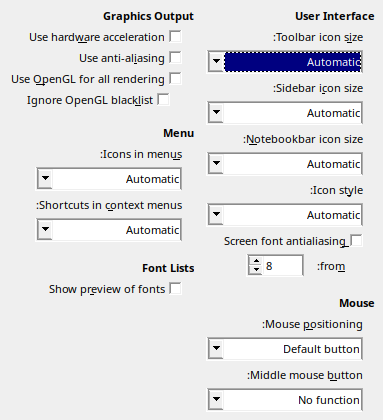 User Interface
Toolbar icon size:
Automatic
Sidebar icon size:
Automatic
Notebookbar icon size:
Automatic
Icon style:
Automatic
Screen font antialiasing
from:
8
Mouse
Mouse positioning:
Default button
Middle mouse button:
No function
Graphics Output
Use hardware acceleration
Use anti-aliasing
Use OpenGL for all rendering
Ignore OpenGL blacklist
Menu
Icons in menus:
Automatic
Shortcuts in context menus:
Automatic
Font Lists
Show preview of fonts